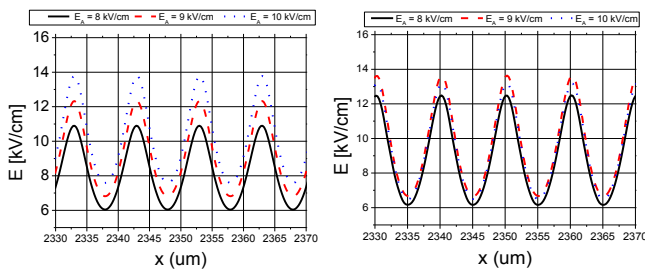 E_A = 8 kV/cm E_A = 9 kV/cm E_A = 10 kV/cm
16
14
12
10
8
6
E [kV/cm]
2330 2335 2340 2345 2350 2355 2360 2365 2370
x (um)
E_A = 8 kV/cm E_A = 9 kV/cm E_A = 10 kV/cm
16
14
12
10
8
6
E [kV/cm]
2330 2335 2340 2345 2350 2355 2360 2365 2370
x (um)